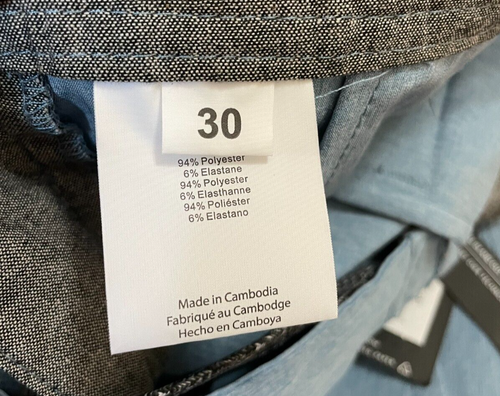 30
94% Polyester
6% Elastane
94% Polyester
6% Elasthanne
94% Poliéster
6% Elastano
Made in Cambodia
Fabriqué au Cambodge
Hecho en Camboya